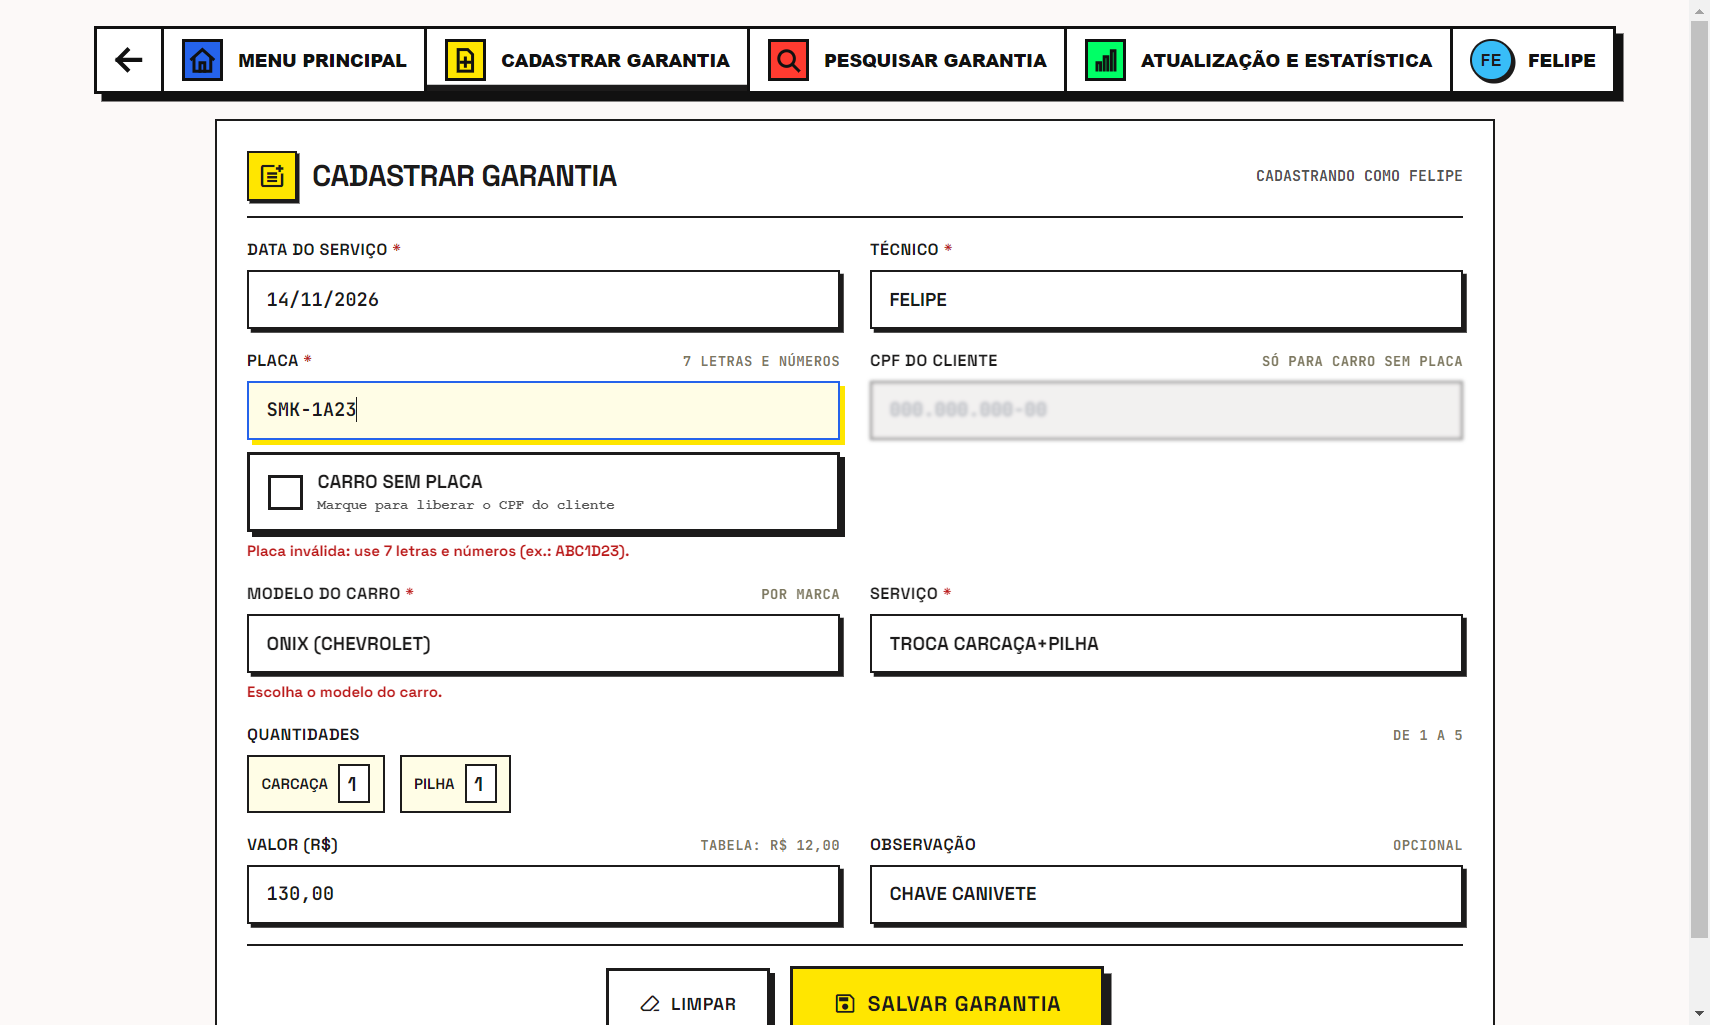 MENU PRINCIPAL
CADASTRAR GARANTIA
PESQUISAR GARANTIA
ATUALIZAÇÃO E ESTATÍSTICA
FE
FELIPE
CADASTRAR GARANTIA
CADASTRANDO COMO FELIPE
DATA DO SERVIÇO *
TÉCNICO *
14/11/2026
FELIPE
PLACA *
7 LETRAS E NÚMEROS
CPF DO CLIENTE
SÓ PARA CARRO SEM PLACA
SMK-1A23
000.000.000-00
CARRO SEM PLACA
Marque para liberar o CPF do cliente
Placa inválida: use 7 letras e números (ex.: ABC1D23).
MODELO DO CARRO *
POR MARCA
SERVIÇO *
ONIX (CHEVROLET)
TROCA CARCAÇA+PILHA
Escolha o modelo do carro.
QUANTIDADES
DE 1 A 5
CARCAÇA 1
PILHA 1
VALOR (R$)
TABELA: R$ 12,00
OBSERVAÇÃO
OPCIONAL
130,00
CHAVE CANIVETE
LIMPAR
SALVAR GARANTIA